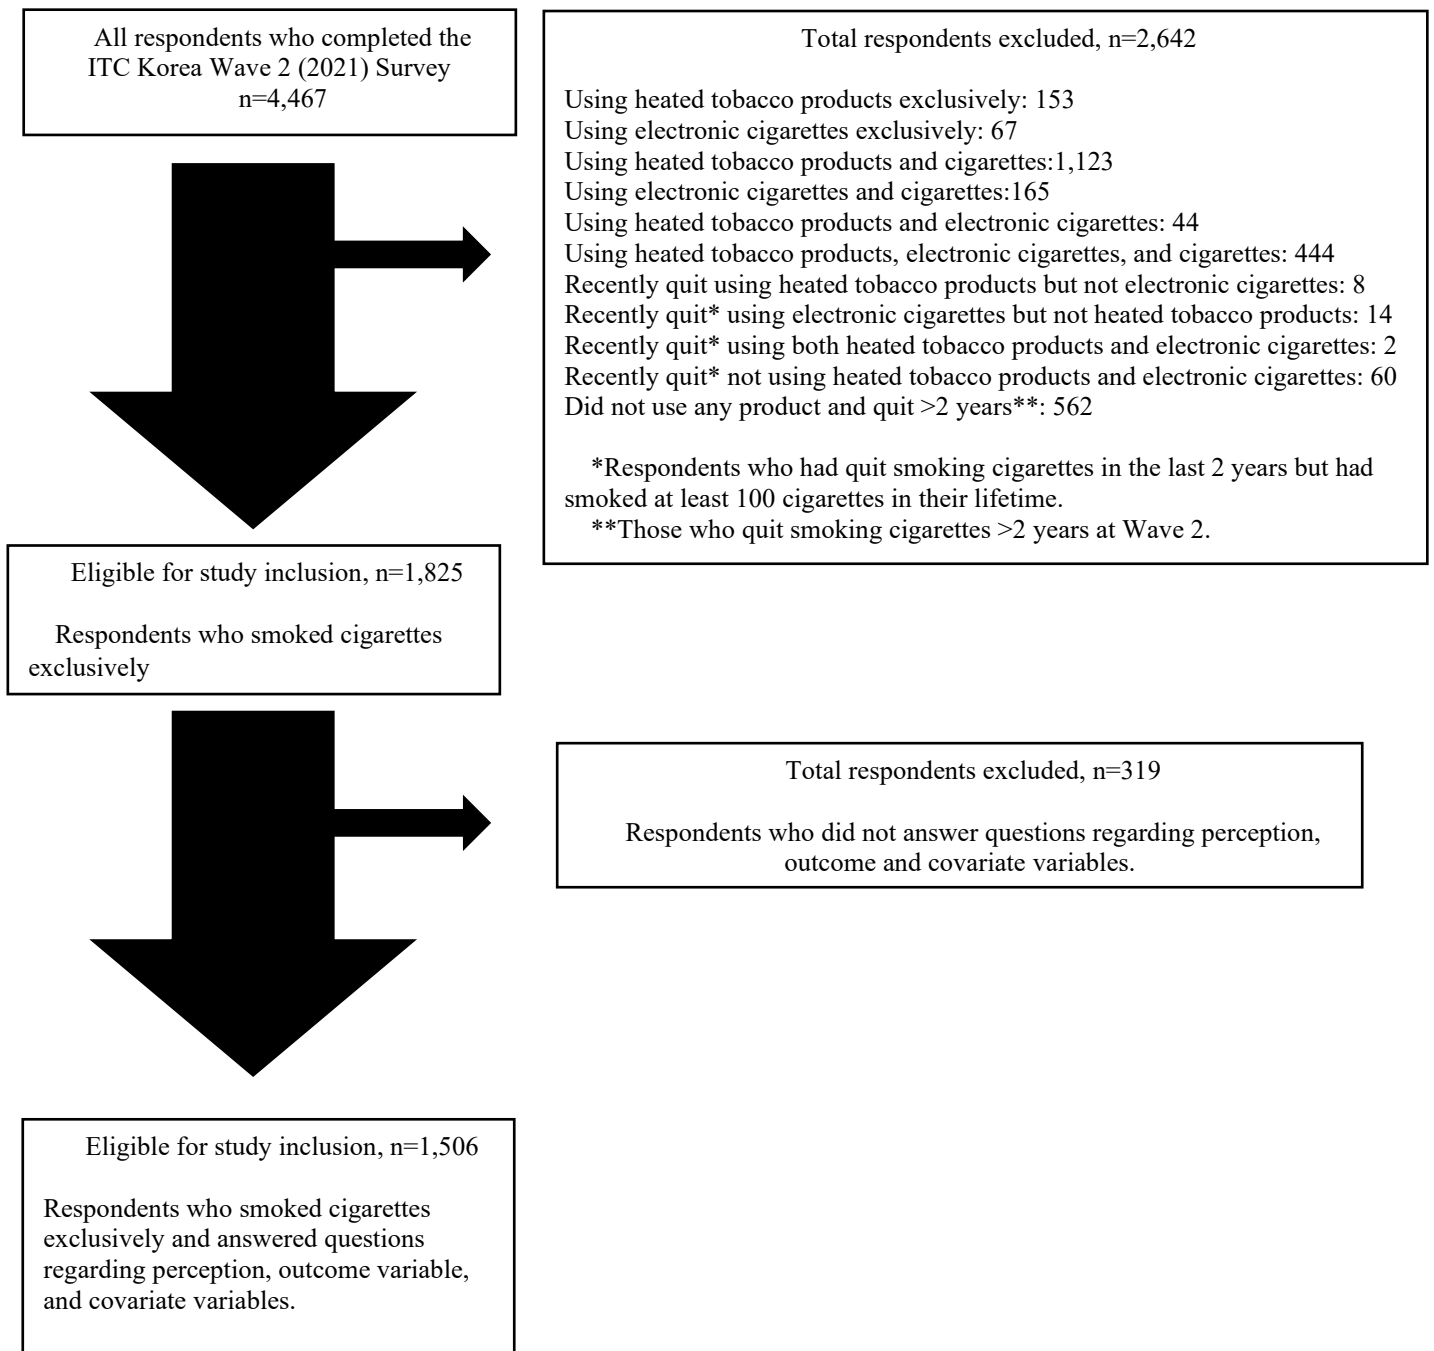 All respondents who completed the
ITC Korea Wave 2 (2021) Survey
n=4,467
Total respondents excluded, n=2,642
Using heated tobacco products exclusively: 153
Using electronic cigarettes exclusively: 67
Using heated tobacco products and cigarettes:1,123
Using electronic cigarettes and cigarettes:165
Using heated tobacco products and electronic cigarettes: 44
Using heated tobacco products, electronic cigarettes, and cigarettes: 444
Recently quit using heated tobacco products but not electronic cigarettes: 8
Recently quit* using electronic cigarettes but not heated tobacco products: 14
Recently quit* using both heated tobacco products and electronic cigarettes: 2
Recently quit* not using heated tobacco products and electronic cigarettes: 60
Did not use any product and quit >2 years**: 562
*Respondents who had quit smoking cigarettes in the last 2 years but had
smoked at least 100 cigarettes in their lifetime.
**Those who quit smoking cigarettes >2 years at Wave 2.
Eligible for study inclusion, n=1,825
Respondents who smoked cigarettes
exclusively
Total respondents excluded, n=319
Respondents who did not answer questions regarding perception,
outcome and covariate variables.
Eligible for study inclusion, n=1,506
Respondents who smoked cigarettes
exclusively and answered questions
regarding perception, outcome variable,
and covariate variables.